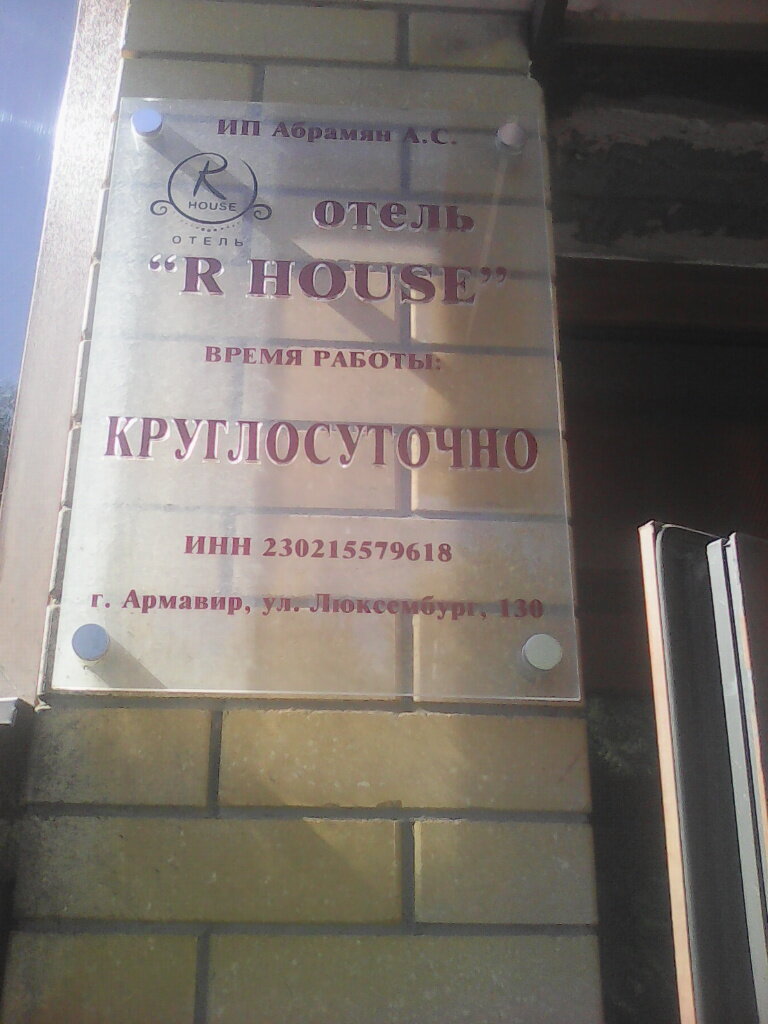 ИП Абрамян А.С.
R
HOUSE
ОТЕЛЬ
отель
“R HOUSE”
ВРЕМЯ РАБОТЫ:
КРУГЛОСУТОЧНО
ИНН 230215579618
г. Армавир, ул. Люксембург, 130